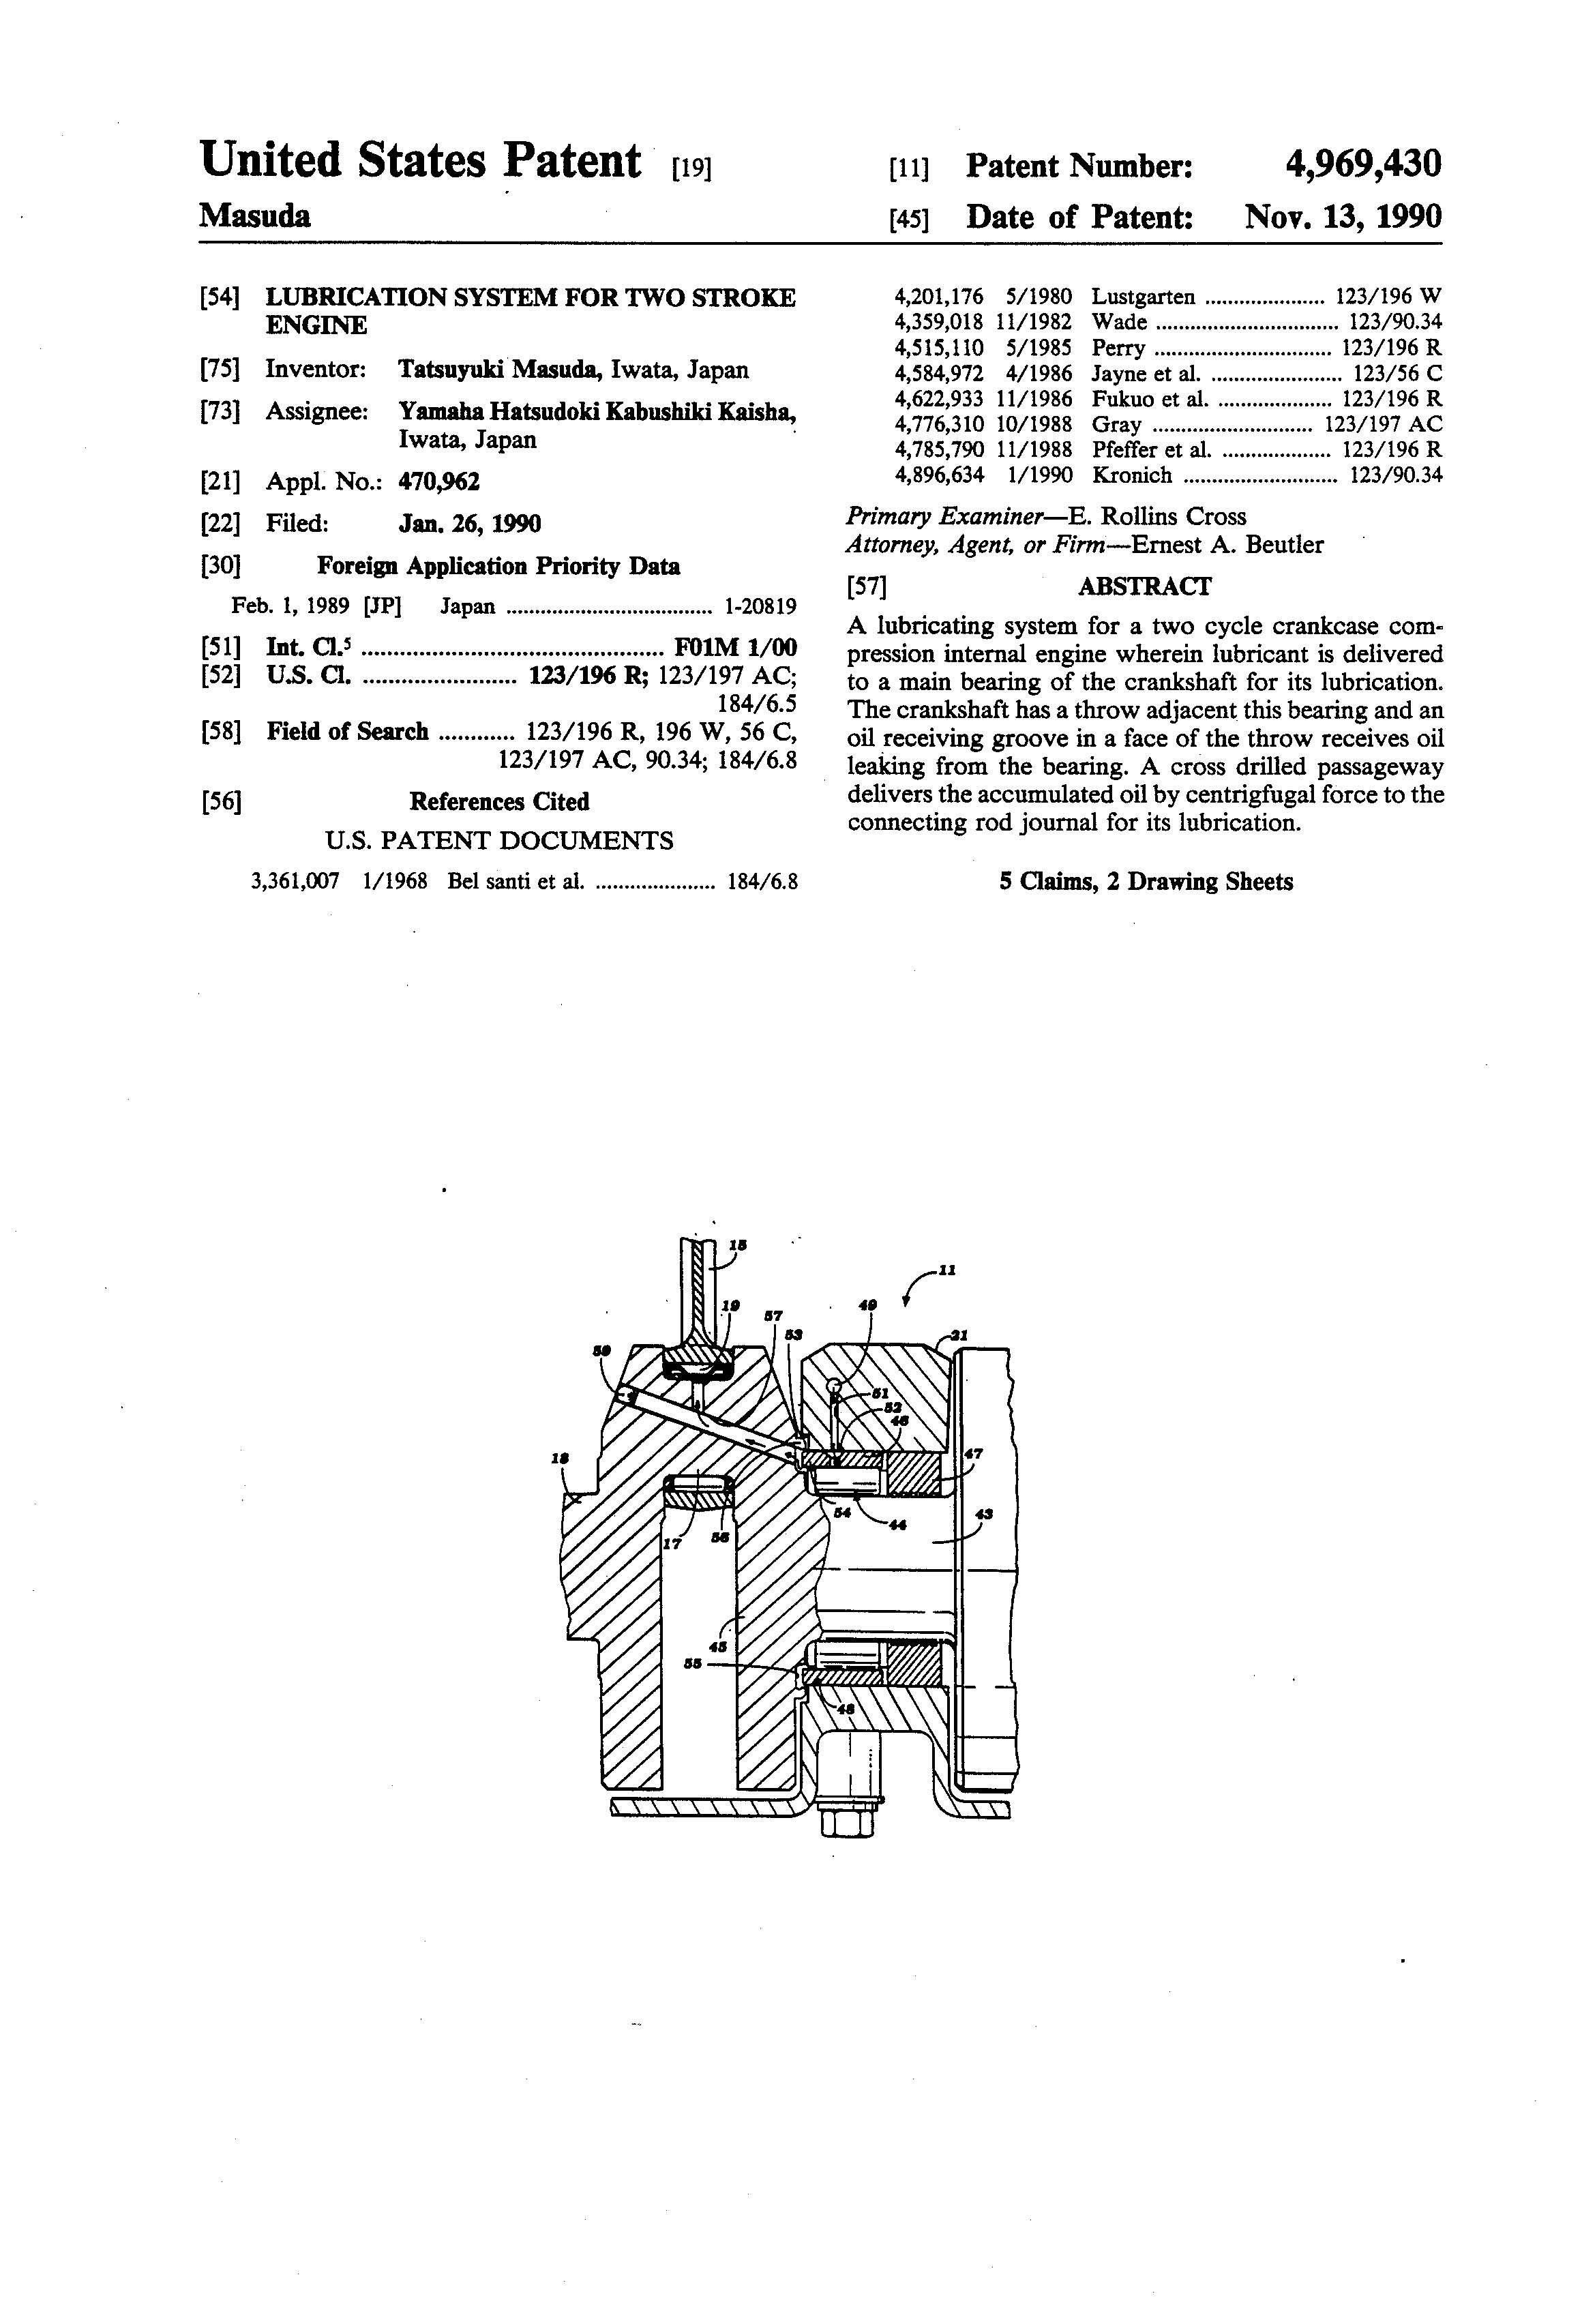 United States Patent [19]
Masuda
[11] Patent Number: 4,969,430
[45] Date of Patent: Nov. 13, 1990
[54] LUBRICATION SYSTEM FOR TWO STROKE
ENGINE
[75] Inventor: Tatsuyuki Masuda, Iwata, Japan
[73] Assignee: Yamaha Hatsudoki Kabushiki Kaisha,
Iwata, Japan
[21] Appl. No.: 470,962
[22] Filed: Jan. 26, 1990
[30] Foreign Application Priority Data
Feb. 1, 1989 [JP] Japan .................................... 1-20819
[51] Int. Cl.⁵ .............................................. F01M 1/00
[52] U.S. Cl. ........................ 123/196 R; 123/197 AC;
184/6.5
[58] Field of Search ............ 123/196 R, 196 W, 56 C,
123/197 AC, 90.34; 184/6.8
[56] References Cited
U.S. PATENT DOCUMENTS
3,361,007 1/1968 Bel santi et al. ..................... 184/6.8
4,201,176 5/1980 Lustgarten ..................... 123/196 W
4,359,018 11/1982 Wade ................................ 123/90.34
4,515,110 5/1985 Perry ............................... 123/196 R
4,584,972 4/1986 Jayne et al. ....................... 123/56 C
4,622,933 11/1986 Fukuo et al. .................... 123/196 R
4,776,310 10/1988 Gray ............................ 123/197 AC
4,785,790 11/1988 Pfeffer et al. ................... 123/196 R
4,896,634 1/1990 Kronich ........................... 123/90.34
Primary Examiner—E. Rollins Cross
Attorney, Agent, or Firm—Ernest A. Beutler
[57] ABSTRACT
A lubricating system for a two cycle crankcase com-
pression internal engine wherein lubricant is delivered
to a main bearing of the crankshaft for its lubrication.
The crankshaft has a throw adjacent this bearing and an
oil receiving groove in a face of the throw receives oil
leaking from the bearing. A cross drilled passageway
delivers the accumulated oil by centrigfugal force to the
connecting rod journal for its lubrication.
5 Claims, 2 Drawing Sheets
15
11
19
57
49
53
21
59
51
52
46
18
47
54
44
43
17
56
45
55
48